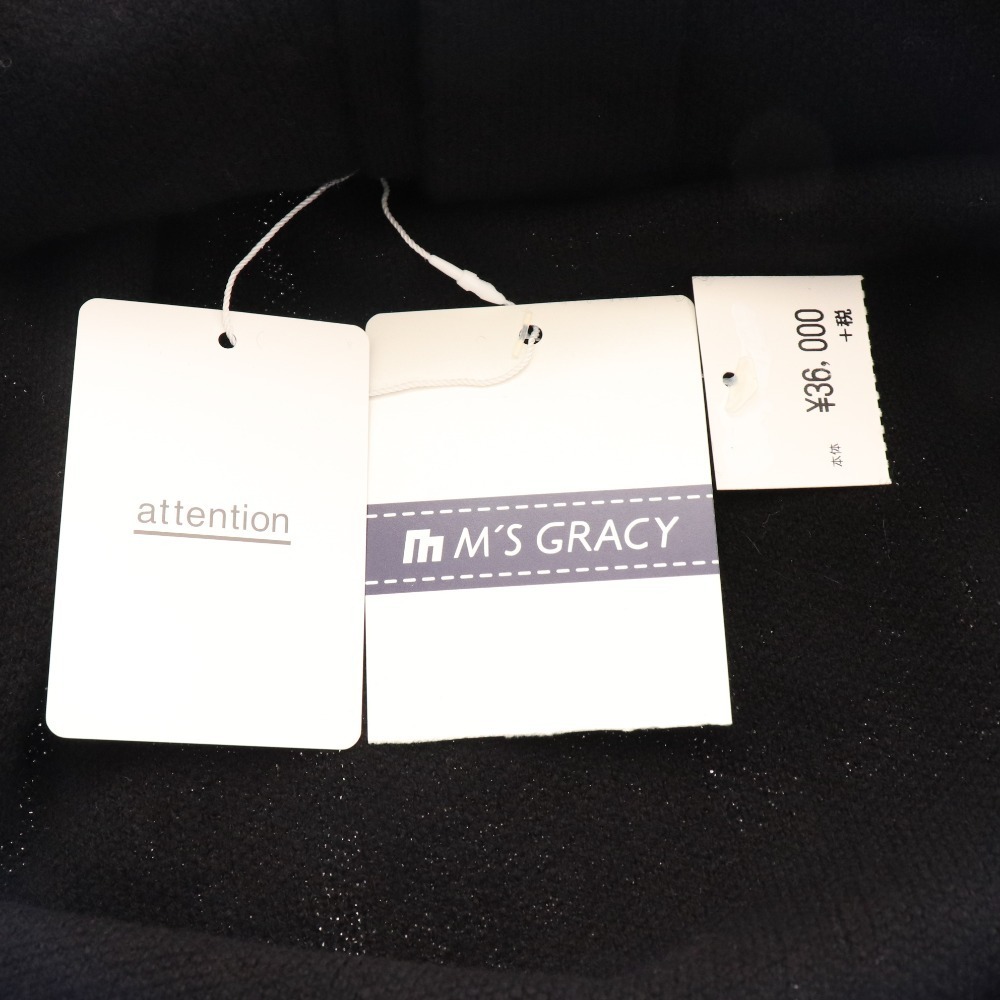 attention
M´S GRACY
本体 ¥36,000
+税